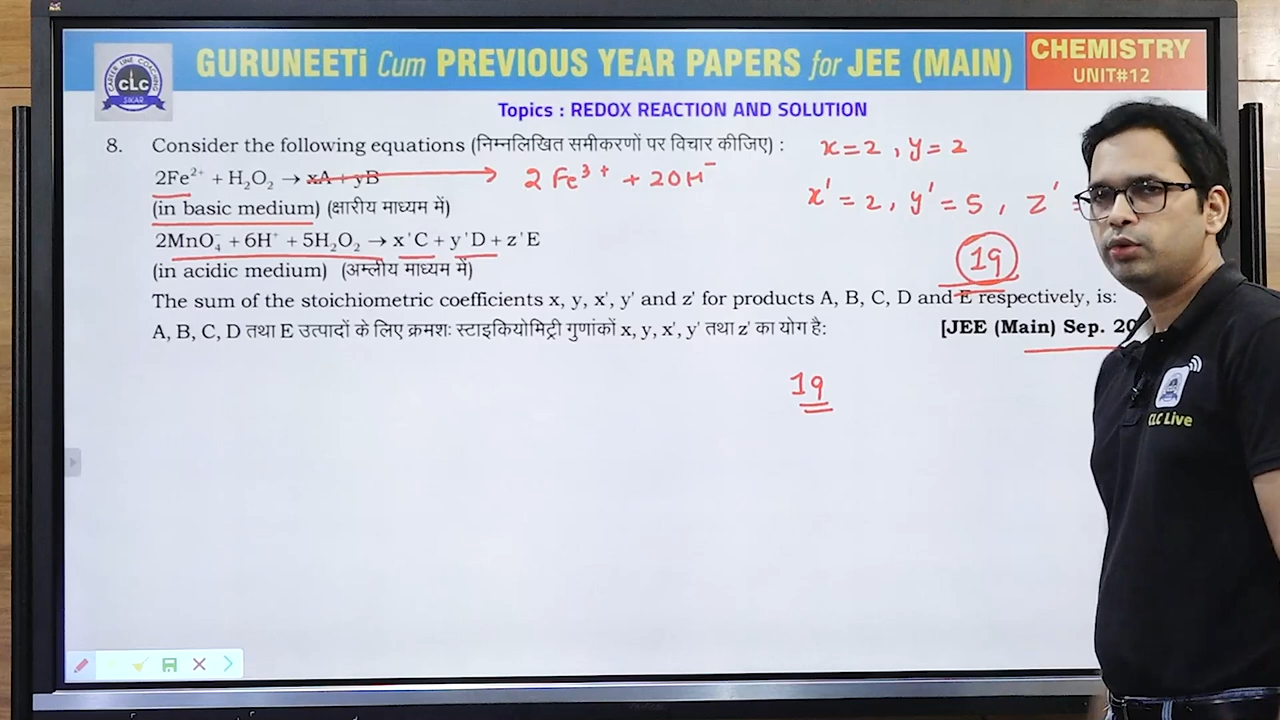 CLC
SIKAR
GURUNEETi Cum PREVIOUS YEAR PAPERS for JEE (MAIN)
CHEMISTRY
UNIT#12
Topics : REDOX REACTION AND SOLUTION
8. Consider the following equations (निम्नलिखित समीकरणों पर विचार कीजिए) :
x=2, y=2
2Fe²⁺ + H₂O₂ → xA + yB
2Fe³⁺ + 2OH⁻
(in basic medium) (क्षारीय माध्यम में)
x' = 2, y' = 5, z' =
2MnO₄⁻ + 6H⁺ + 5H₂O₂ → x'C + y'D + z'E
19
(in acidic medium) (अम्लीय माध्यम में)
The sum of the stoichiometric coefficients x, y, x', y' and z' for products A, B, C, D and E respectively, is:
A, B, C, D तथा E उत्पादों के लिए क्रमशः स्टाइकियोमिट्री गुणांकों x, y, x', y' तथा z' का योग है:
[JEE (Main) Sep. 20
19
CLC Live